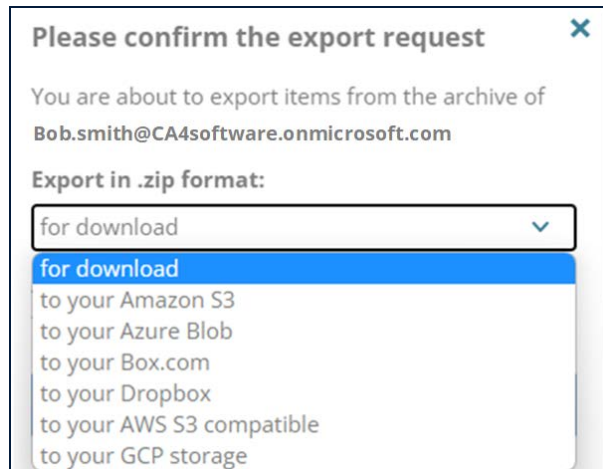 Please confirm the export request
You are about to export items from the archive of
Bob.smith@CA4software.onmicrosoft.com
Export in .zip format:
for download
for download
to your Amazon S3
to your Azure Blob
to your Box.com
to your Dropbox
to your AWS S3 compatible
to your GCP storage